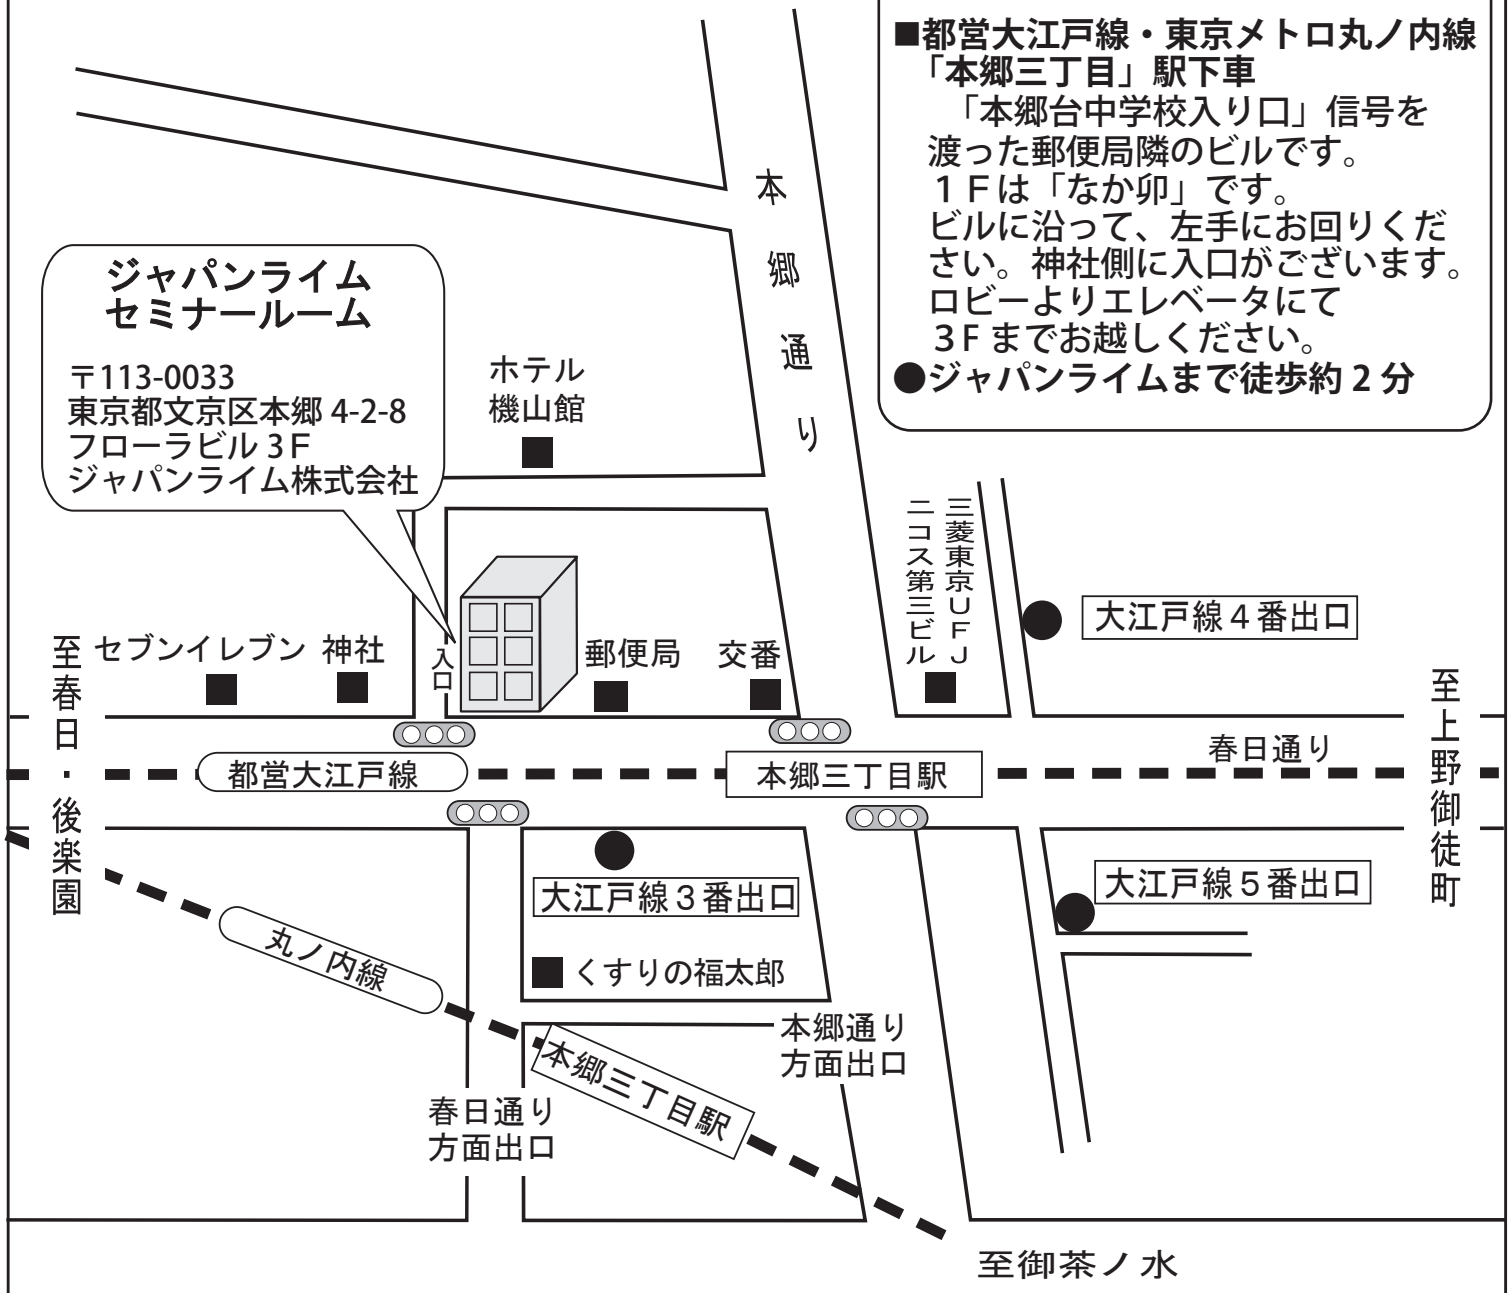 ■都営大江戸線・東京メトロ丸ノ内線
「本郷三丁目」駅下車
「本郷台中学校入り口」信号を
渡った郵便局隣のビルです。
１Fは「なか卯」です。
ビルに沿って、左手にお回りくだ
さい。神社側に入口がございます。
ロビーよりエレベータにて
３F までお越しください。
●ジャパンライムまで徒歩約 2 分
本郷通り
ジャパンライム
セミナールーム
〒113-0033
東京都文京区本郷 4-2-8
フローラビル 3Ｆ
ジャパンライム株式会社
ホテル
機山館
三菱東京ＵＦＪ
ニコス第三ビル
大江戸線４番出口
至春日・後楽園
セブンイレブン
神社
入口
郵便局
交番
至上野御徒町
春日通り
都営大江戸線
本郷三丁目駅
大江戸線３番出口
大江戸線５番出口
丸ノ内線
くすりの福太郎
本郷通り
方面出口
本郷三丁目駅
春日通り
方面出口
至御茶ノ水